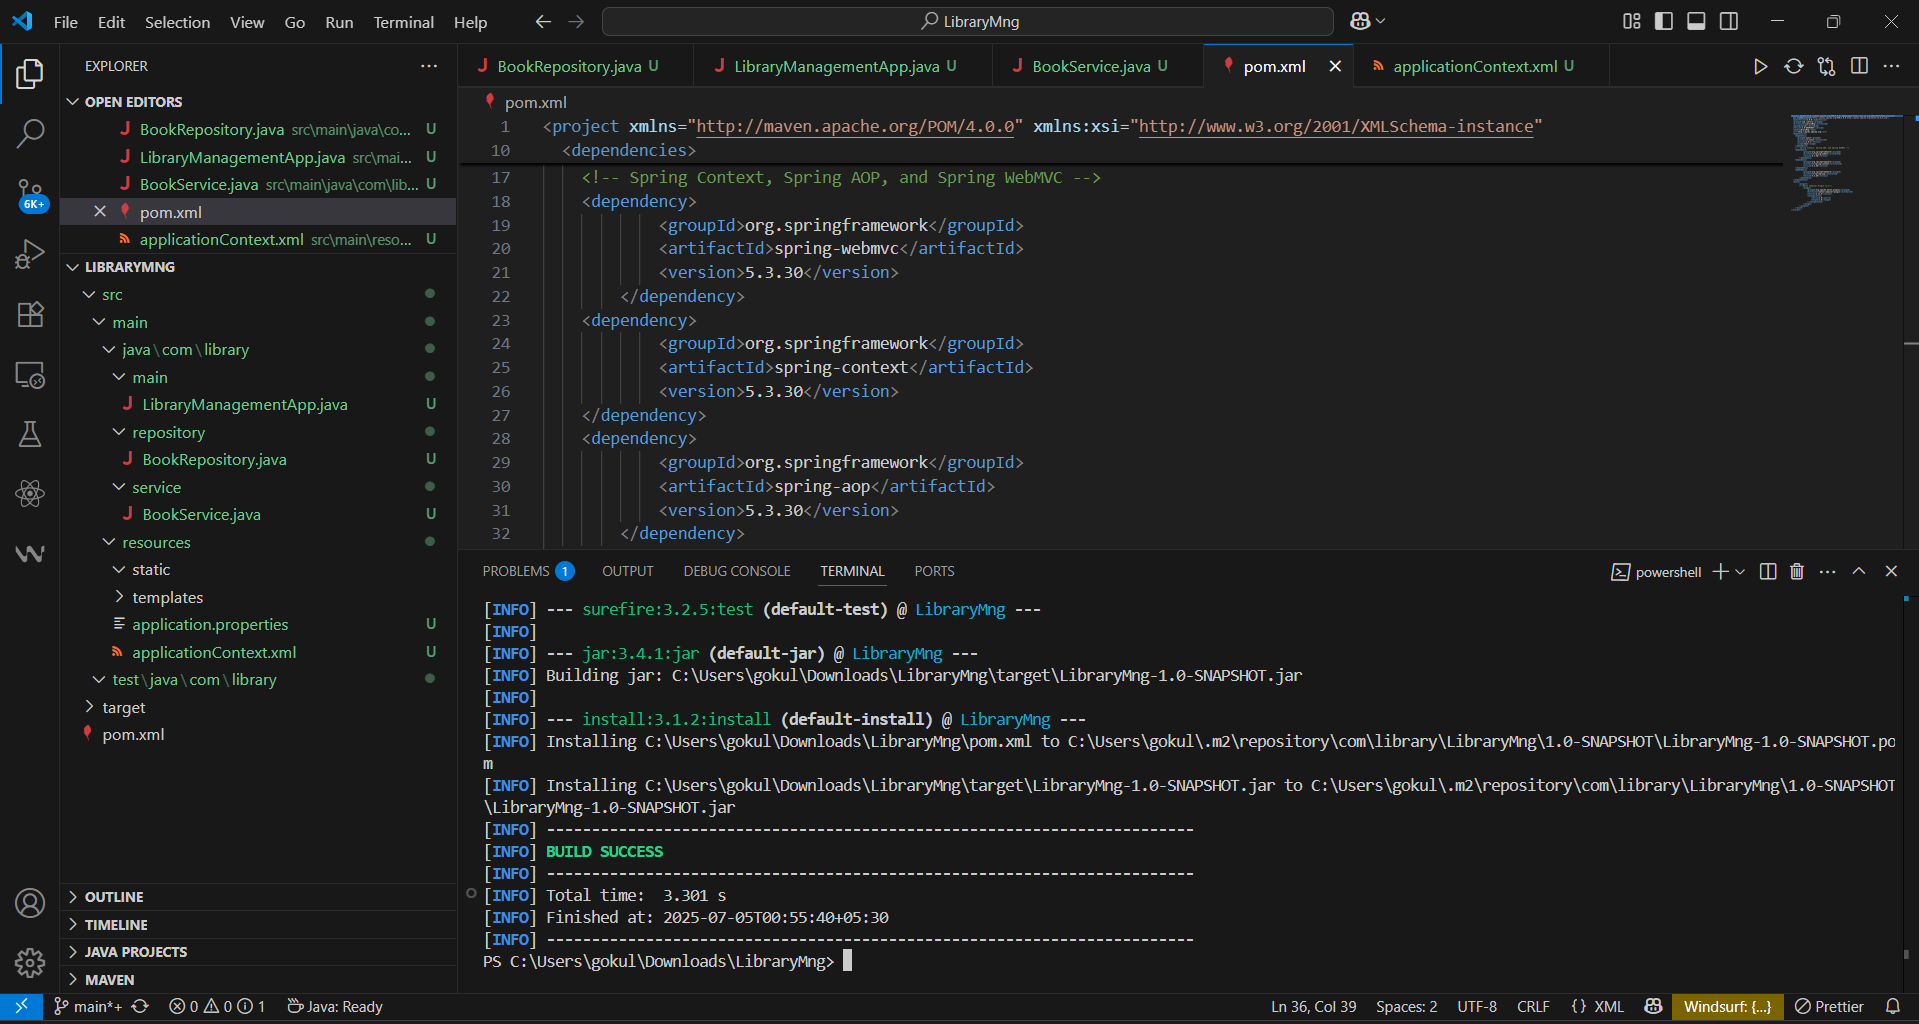 File Edit Selection View Go Run Terminal Help
LibraryMng
EXPLORER
OPEN EDITORS
BookRepository.java src\main\java\co... U
LibraryManagementApp.java src\mai... U
BookService.java src\main\java\com\lib... U
pom.xml
applicationContext.xml src\main\reso... U
LIBRARYMNG
src
main
java\com\library
main
LibraryManagementApp.java U
repository
BookRepository.java U
service
BookService.java U
resources
static
templates
application.properties U
applicationContext.xml U
test\java\com\library
target
pom.xml
OUTLINE
TIMELINE
JAVA PROJECTS
MAVEN
6K+
BookRepository.java U
LibraryManagementApp.java U
BookService.java U
pom.xml
applicationContext.xml U
pom.xml
1 <project xmlns="http://maven.apache.org/POM/4.0.0" xmlns:xsi="http://www.w3.org/2001/XMLSchema-instance"
10 <dependencies>
17 <!-- Spring Context, Spring AOP, and Spring WebMVC -->
18 <dependency>
19 <groupId>org.springframework</groupId>
20 <artifactId>spring-webmvc</artifactId>
21 <version>5.3.30</version>
22 </dependency>
23 <dependency>
24 <groupId>org.springframework</groupId>
25 <artifactId>spring-context</artifactId>
26 <version>5.3.30</version>
27 </dependency>
28 <dependency>
29 <groupId>org.springframework</groupId>
30 <artifactId>spring-aop</artifactId>
31 <version>5.3.30</version>
32 </dependency>
PROBLEMS 1 OUTPUT DEBUG CONSOLE TERMINAL PORTS
powershell
[INFO] --- surefire:3.2.5:test (default-test) @ LibraryMng ---
[INFO]
[INFO] --- jar:3.4.1:jar (default-jar) @ LibraryMng ---
[INFO] Building jar: C:\Users\gokul\Downloads\LibraryMng\target\LibraryMng-1.0-SNAPSHOT.jar
[INFO]
[INFO] --- install:3.1.2:install (default-install) @ LibraryMng ---
[INFO] Installing C:\Users\gokul\Downloads\LibraryMng\pom.xml to C:\Users\gokul\.m2\repository\com\library\LibraryMng\1.0-SNAPSHOT\LibraryMng-1.0-SNAPSHOT.po
m
[INFO] Installing C:\Users\gokul\Downloads\LibraryMng\target\LibraryMng-1.0-SNAPSHOT.jar to C:\Users\gokul\.m2\repository\com\library\LibraryMng\1.0-SNAPSHOT
\LibraryMng-1.0-SNAPSHOT.jar
[INFO] ------------------------------------------------------------------------
[INFO] BUILD SUCCESS
[INFO] ------------------------------------------------------------------------
[INFO] Total time:  3.301 s
[INFO] Finished at: 2025-07-05T00:55:40+05:30
[INFO] ------------------------------------------------------------------------
PS C:\Users\gokul\Downloads\LibraryMng>
main*+ 0 0 1 Java: Ready
Ln 36, Col 39 Spaces: 2 UTF-8 CRLF {} XML Windsurf: {...} Prettier